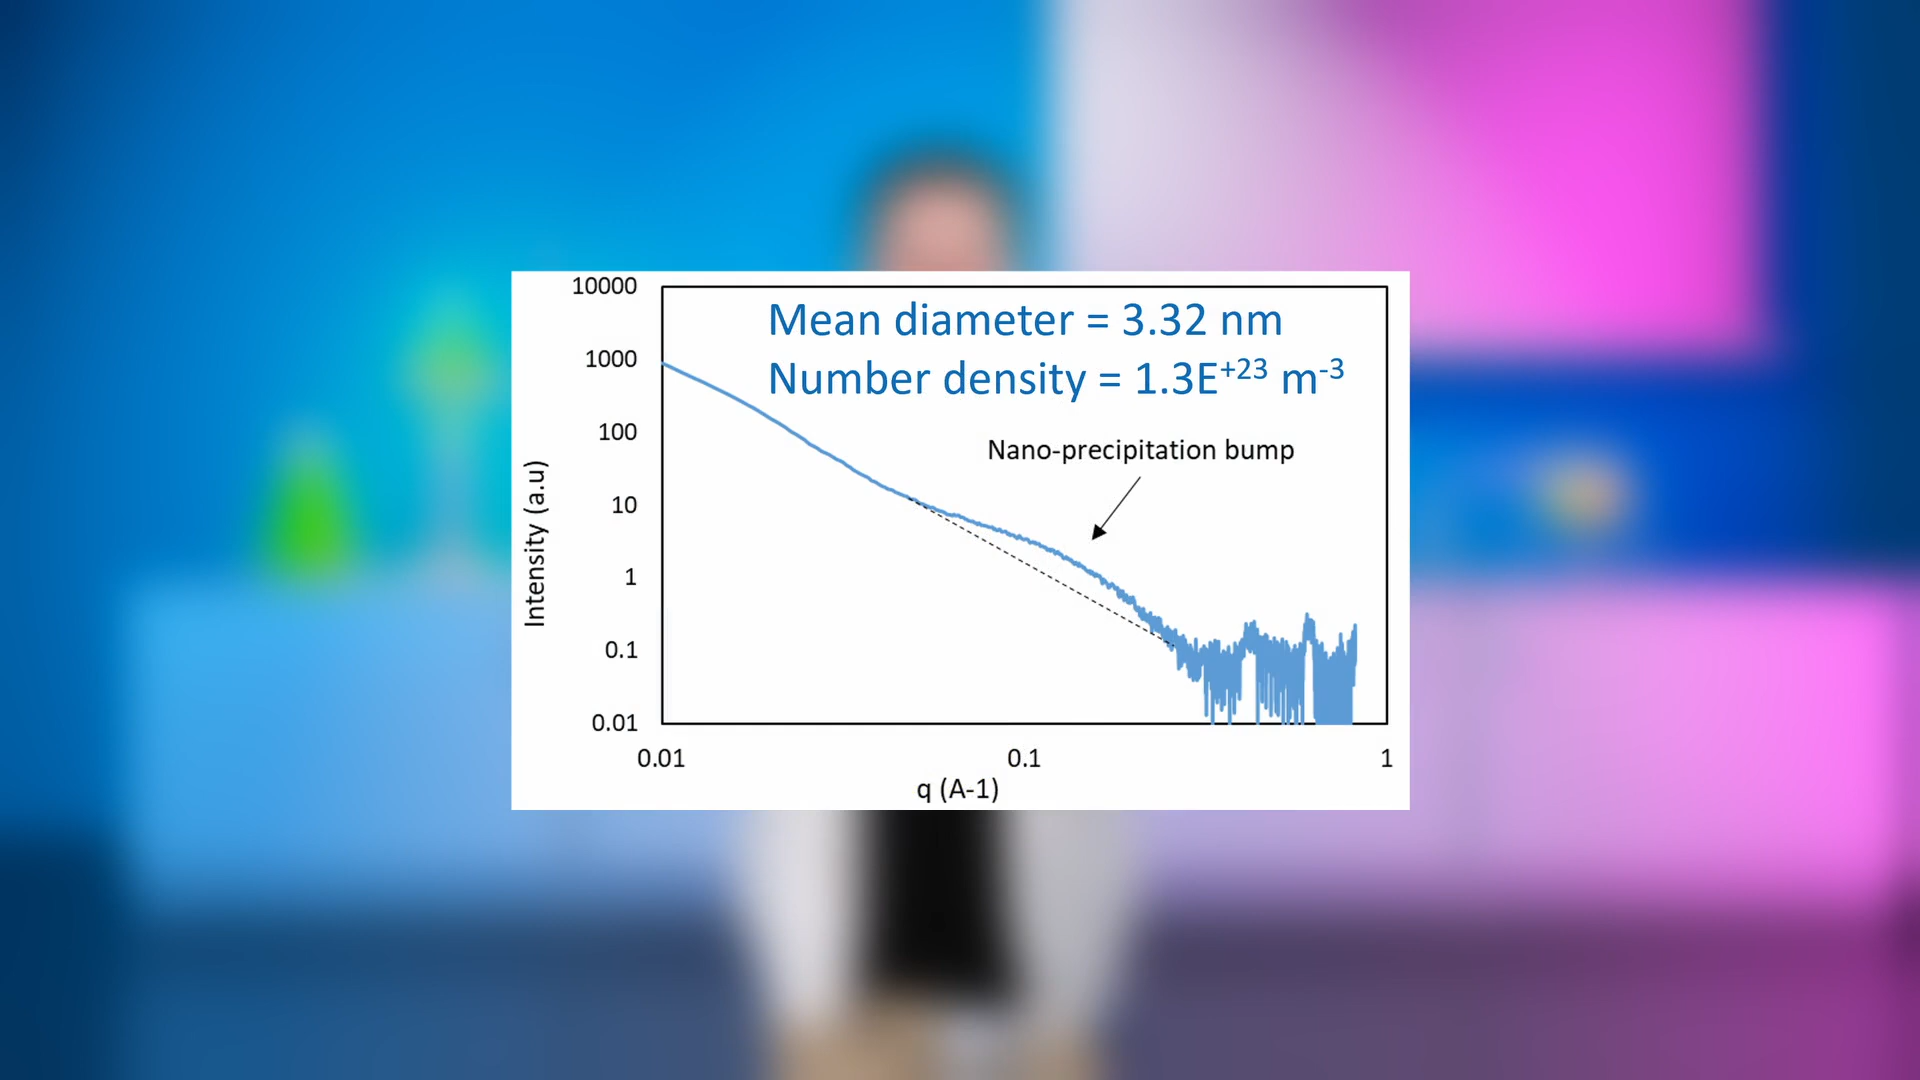 Mean diameter = 3.32 nm
Number density = 1.3E⁺²³ m⁻³
Nano-precipitation bump
Intensity (a.u)
10000
1000
100
10
1
0.1
0.01
0.01 0.1 1
q (A-1)